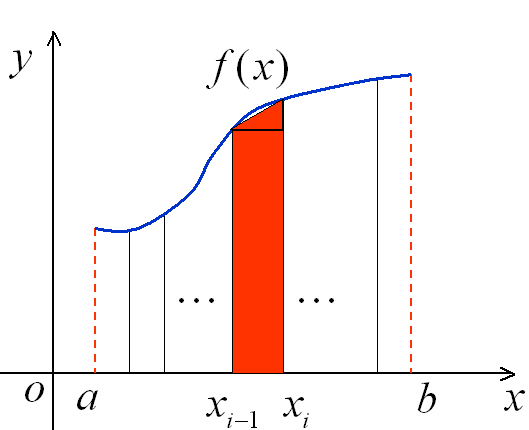 y
f(x)
... ...
o a x_{i-1} x_i b x